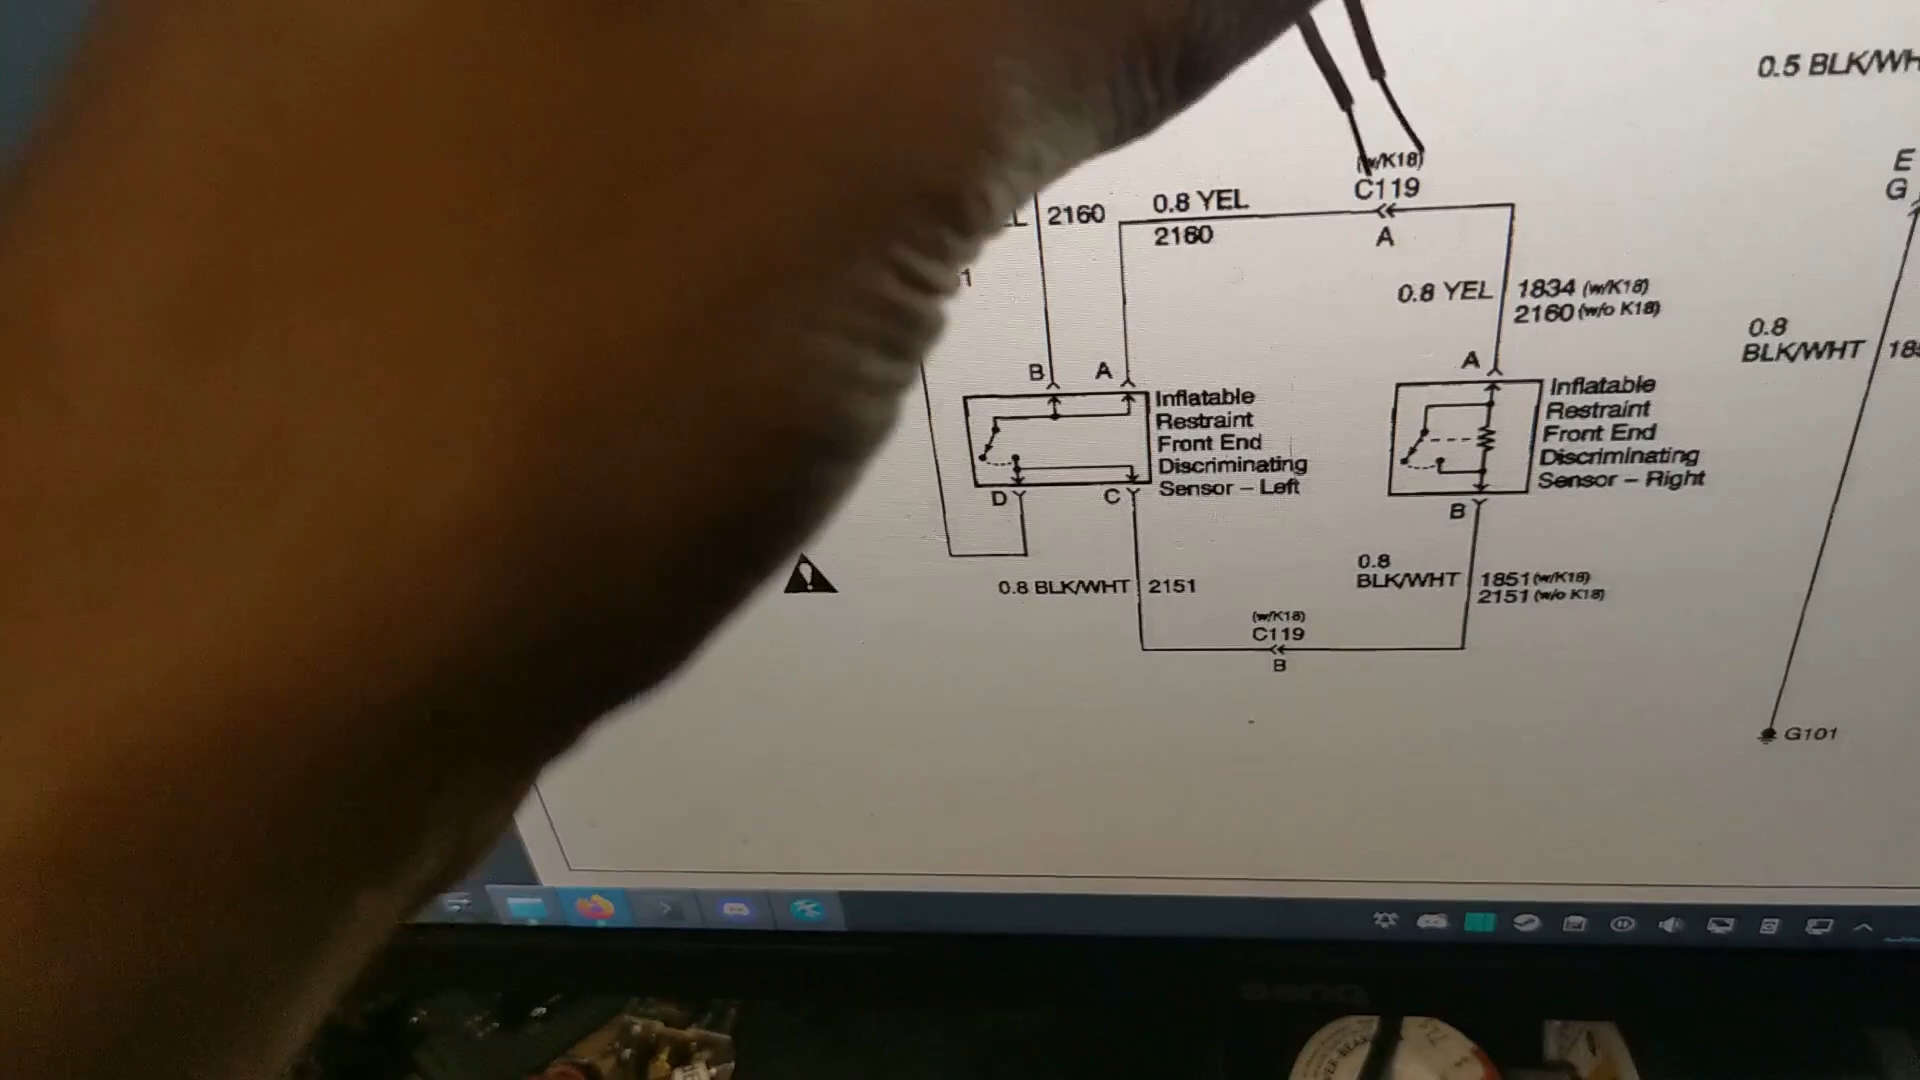 0.5 BLK/WH
(w/K18)
C119
A
0.8 YEL
2160
2160
E
G
0.8 YEL
1834 (w/K18)
2160 (w/o K18)
0.8
BLK/WHT
B
A
Inflatable
Restraint
Front End
Discriminating
Sensor – Left
D
C
A
Inflatable
Restraint
Front End
Discriminating
Sensor – Right
B
0.8 BLK/WHT
2151
0.8
BLK/WHT
1851 (w/K18)
2151 (w/o K18)
(w/K18)
C119
B
G101